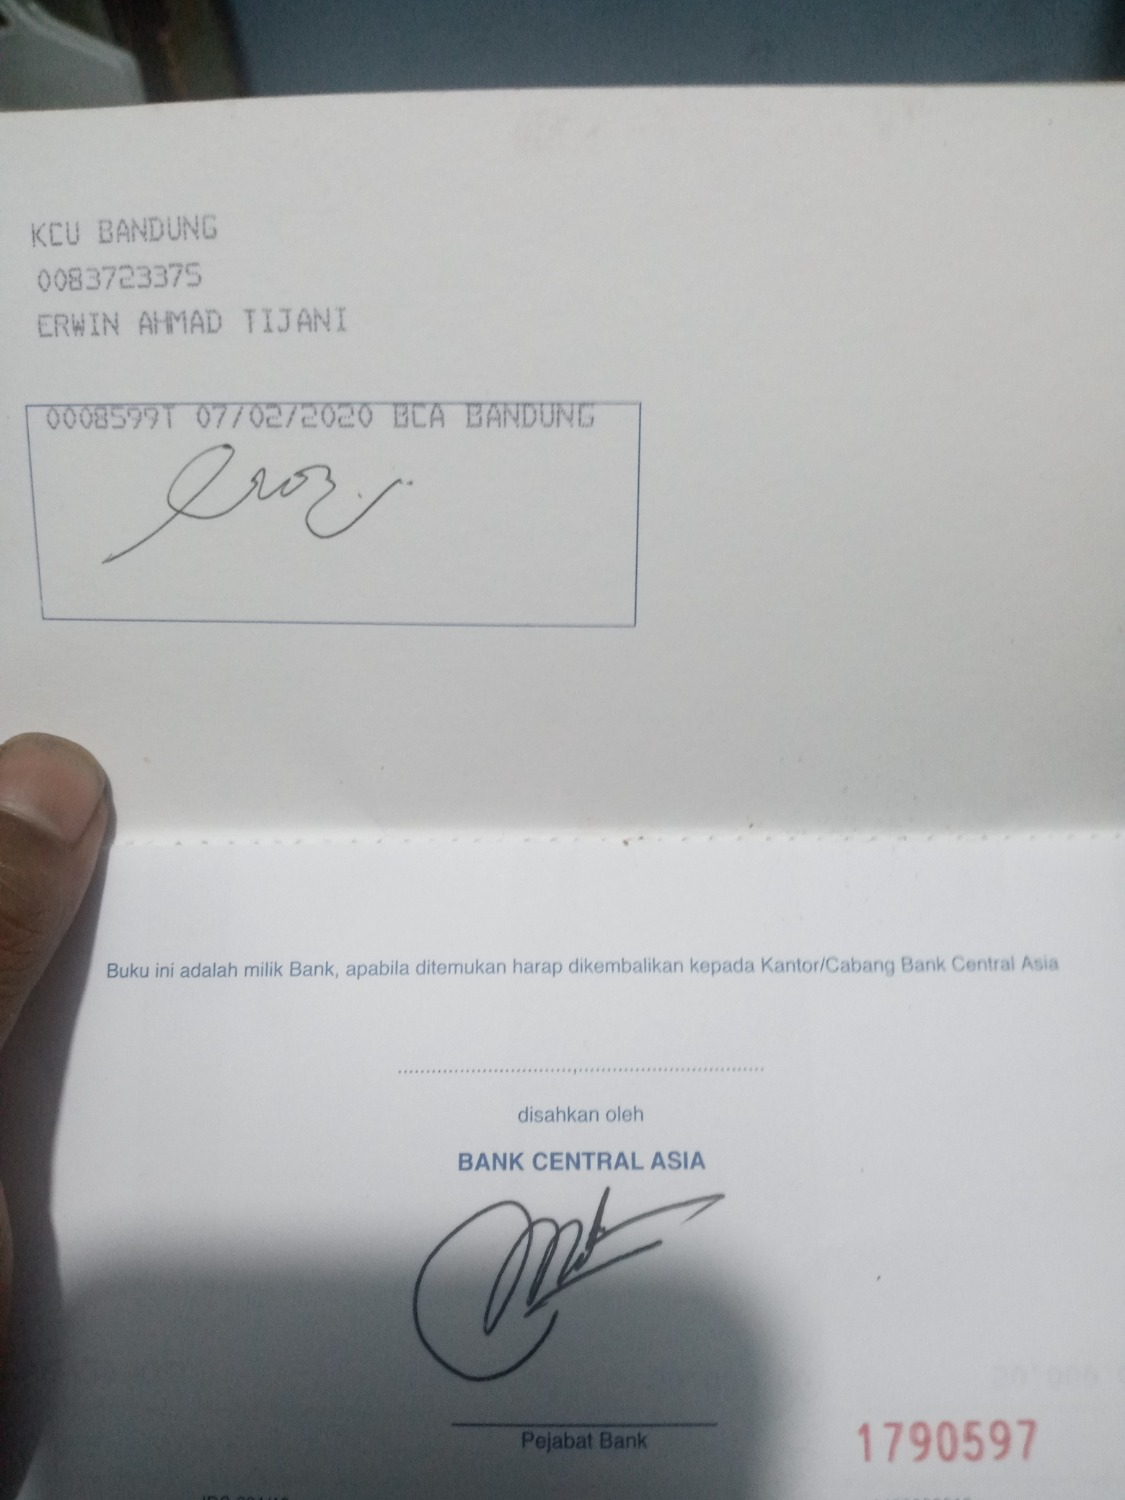 KCU BANDUNG
0083723375
ERWIN AHMAD TIJANI
0008599T 07/02/2020 BCA BANDUNG
Buku ini adalah milik Bank, apabila ditemukan harap dikembalikan kepada Kantor/Cabang Bank Central Asia
disahkan oleh
BANK CENTRAL ASIA
Pejabat Bank
1790597